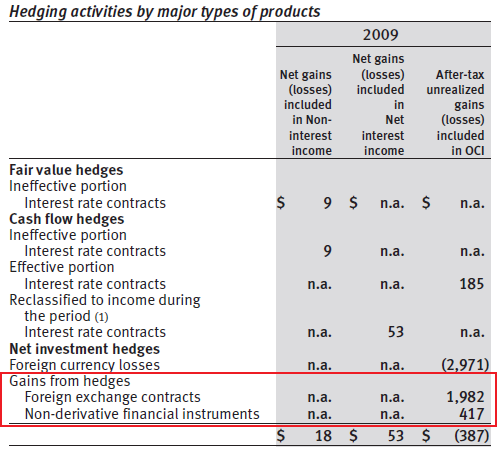 Hedging activities by major types of products
2009
Net gains (losses) included in Non-interest income
Net gains (losses) included in Net interest income
After-tax unrealized gains (losses) included in OCI
Fair value hedges
Ineffective portion
Interest rate contracts $ 9 $ n.a. $ n.a.
Cash flow hedges
Ineffective portion
Interest rate contracts 9 n.a. n.a.
Effective portion
Interest rate contracts n.a. n.a. 185
Reclassified to income during
the period (1)
Interest rate contracts n.a. 53 n.a.
Net investment hedges
Foreign currency losses n.a. n.a. (2,971)
Gains from hedges
Foreign exchange contracts n.a. n.a. 1,982
Non-derivative financial instruments n.a. n.a. 417
$ 18 $ 53 $ (387)